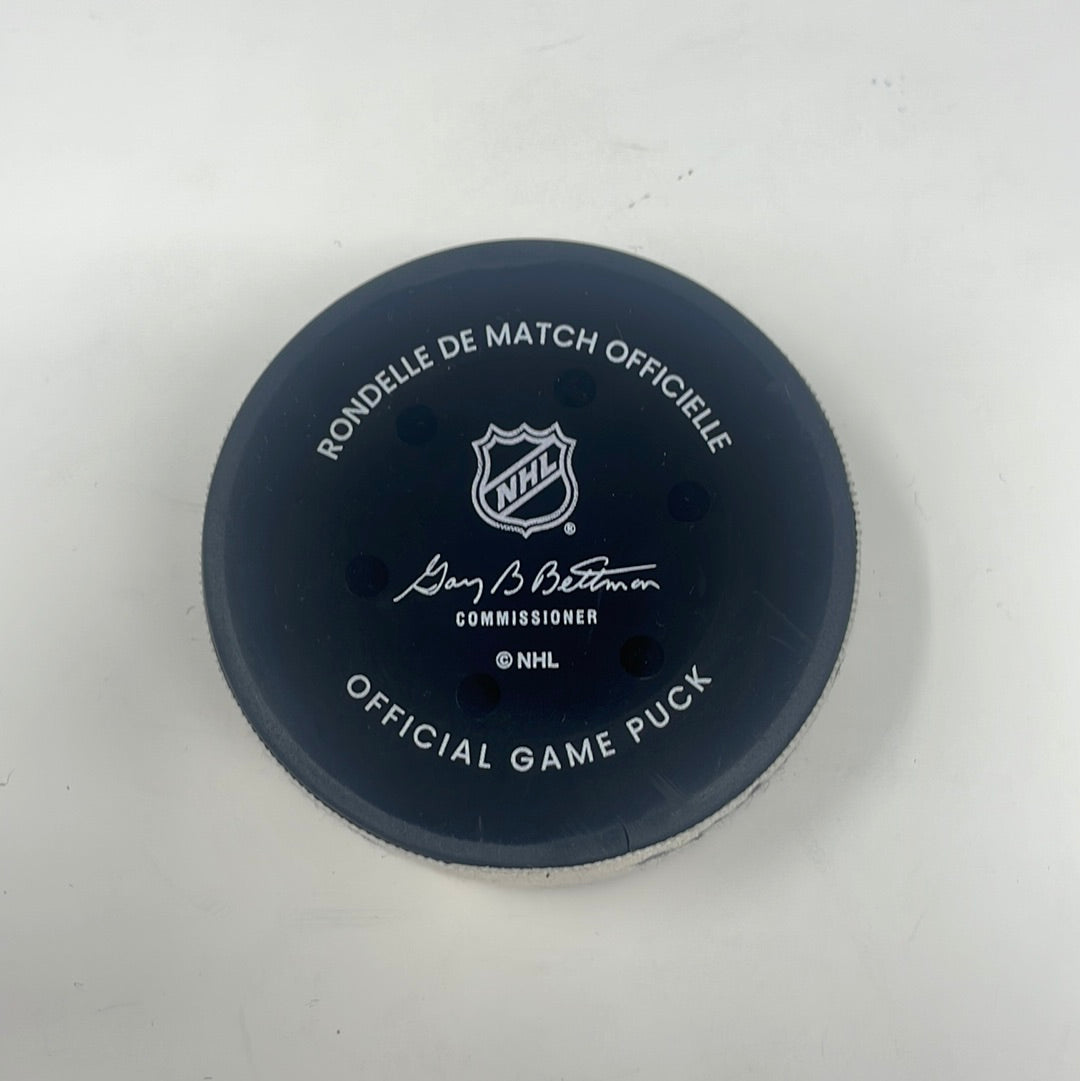 RONDELLE DE MATCH OFFICIELLE
NHL
®
Gary B Bettman
COMMISSIONER
© NHL
OFFICIAL GAME PUCK